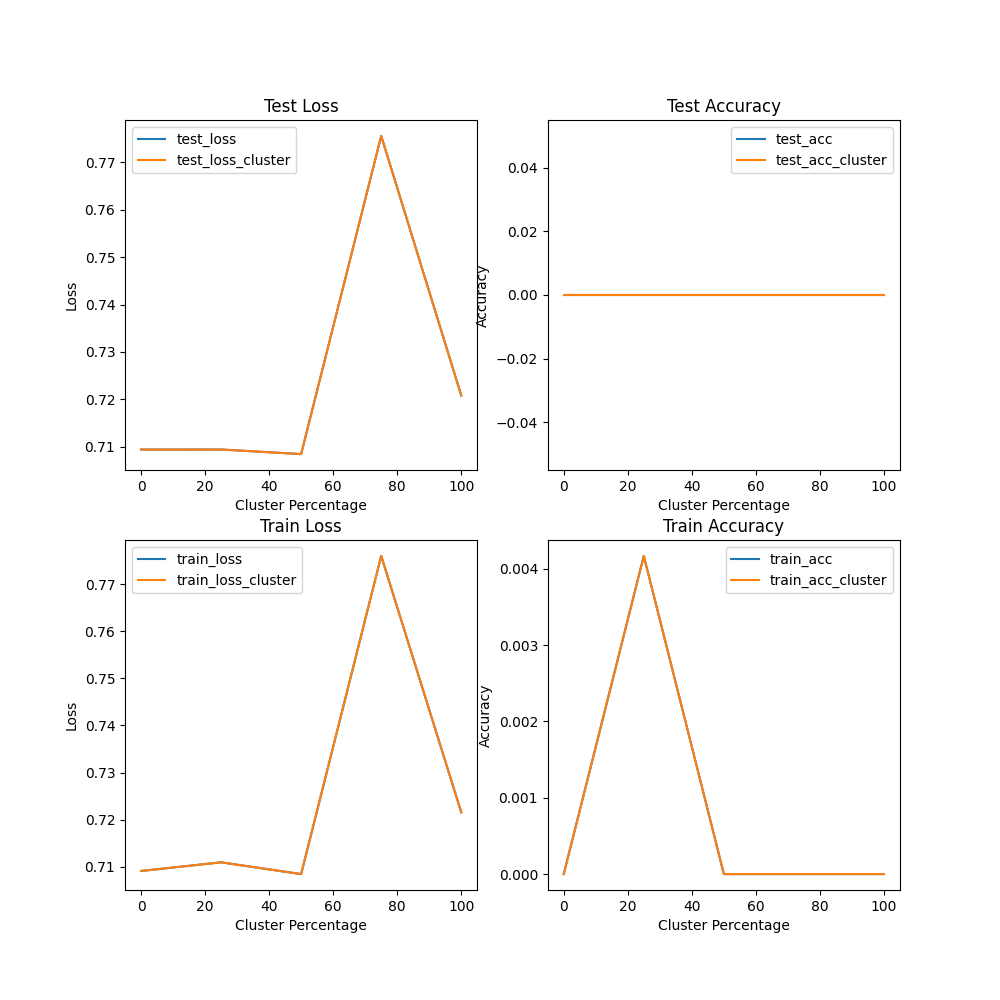 Test Loss
test_loss
test_loss_cluster
0.77
0.76
0.75
0.74
0.73
0.72
0.71
Loss
0 20 40 60 80 100
Cluster Percentage
Test Accuracy
test_acc
test_acc_cluster
0.04
0.02
0.00
−0.02
−0.04
Accuracy
0 20 40 60 80 100
Cluster Percentage
Train Loss
train_loss
train_loss_cluster
0.77
0.76
0.75
0.74
0.73
0.72
0.71
Loss
0 20 40 60 80 100
Cluster Percentage
Train Accuracy
train_acc
train_acc_cluster
0.004
0.003
0.002
0.001
0.000
Accuracy
0 20 40 60 80 100
Cluster Percentage